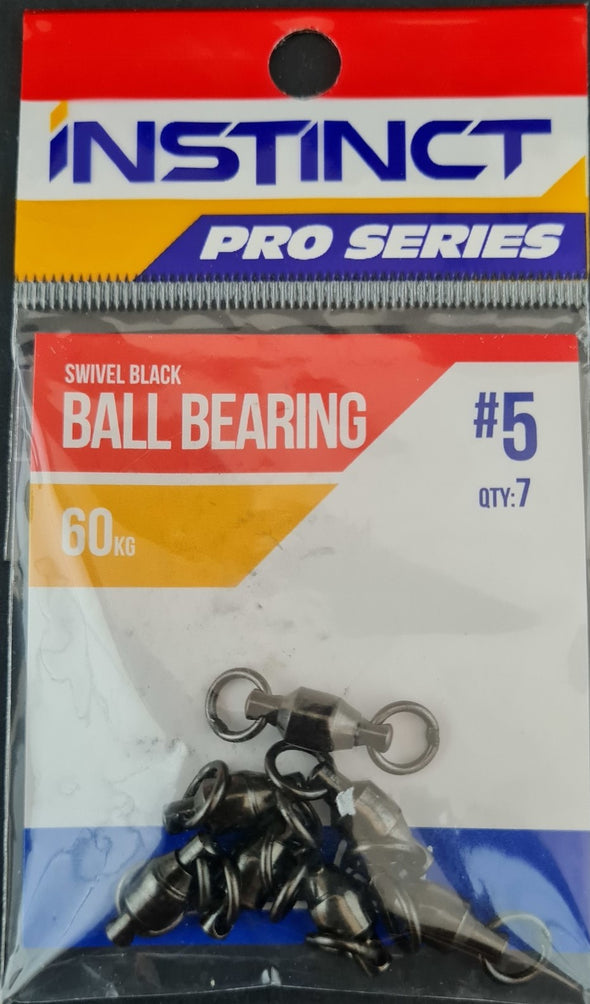 INSTINCT
PRO SERIES
SWIVEL BLACK
BALL BEARING
#5
QTY:7
60KG